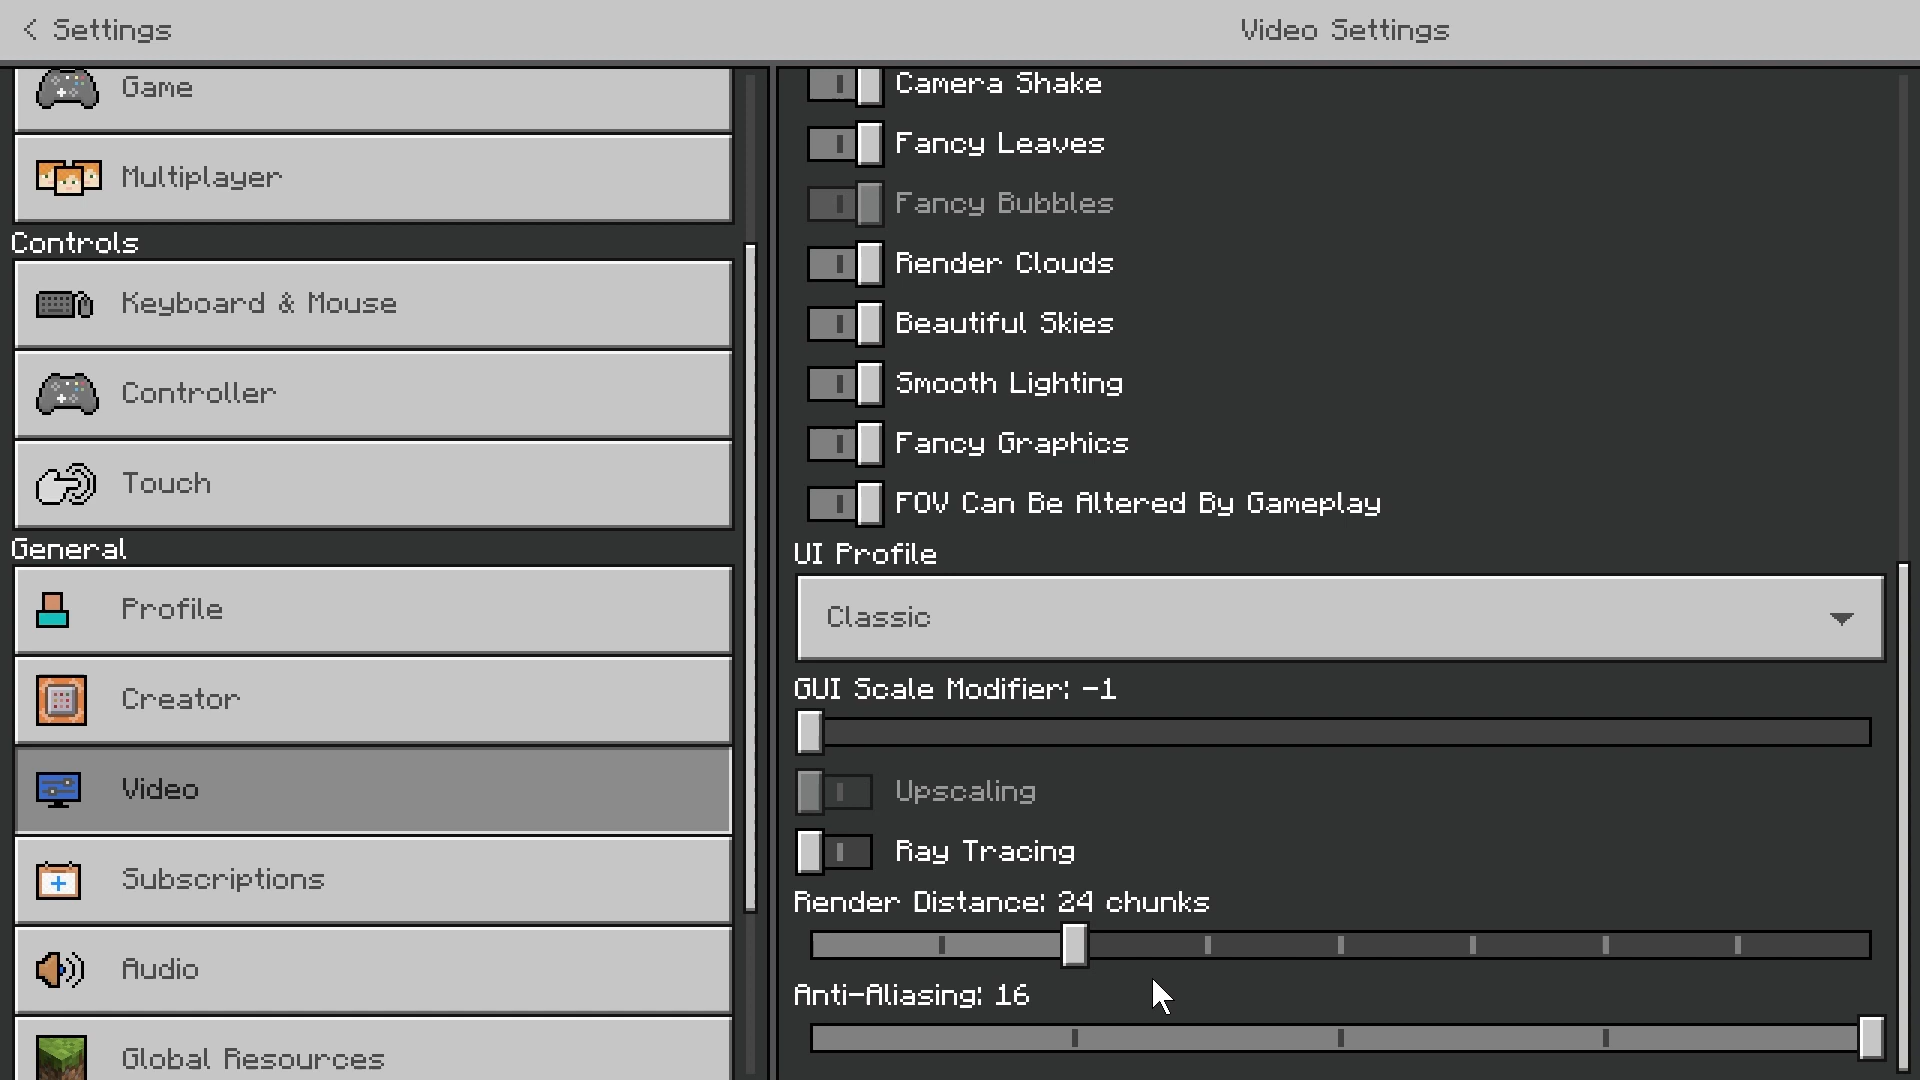 Settings
Video Settings
Game
Multiplayer
Controls
Keyboard & Mouse
Controller
Touch
General
Profile
Creator
Video
Subscriptions
Audio
Global Resources
Camera Shake
Fancy Leaves
Fancy Bubbles
Render Clouds
Beautiful Skies
Smooth Lighting
Fancy Graphics
FOV Can Be Altered By Gameplay
UI Profile
Classic
GUI Scale Modifier: -1
Upscaling
Ray Tracing
Render Distance: 24 chunks
Anti-Aliasing: 16